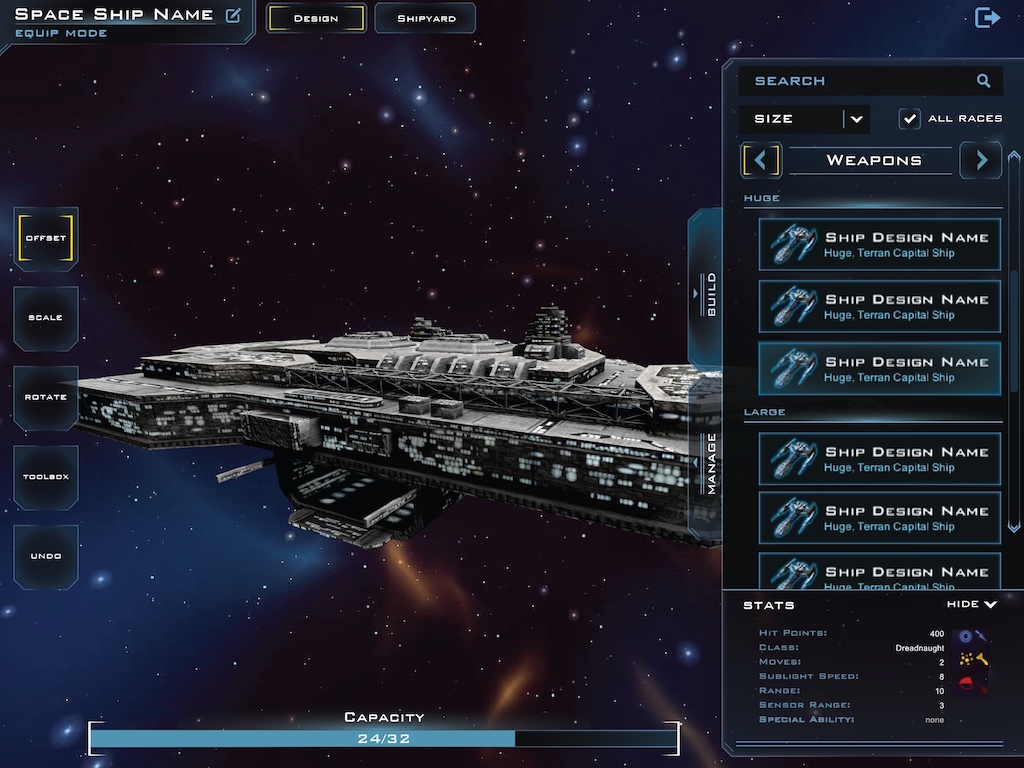 Space Ship Name
EQUIP MODE
Design
Shipyard
SEARCH
SIZE
ALL RACES
Weapons
HUGE
Ship Design Name
Huge, Terran Capital Ship
Ship Design Name
Huge, Terran Capital Ship
Ship Design Name
Huge, Terran Capital Ship
LARGE
Ship Design Name
Huge, Terran Capital Ship
Ship Design Name
Huge, Terran Capital Ship
Ship Design Name
Huge, Terran Capital Ship
BUILD
MANAGE
OFFSET
SCALE
ROTATE
TOOLBOX
UNDO
STATS
HIDE
Hit Points: 400
Class: Dreadnaught
Moves: 2
Sublight Speed: 8
Range: 10
Sensor Range: 3
Special Ability: none
Capacity
24/32